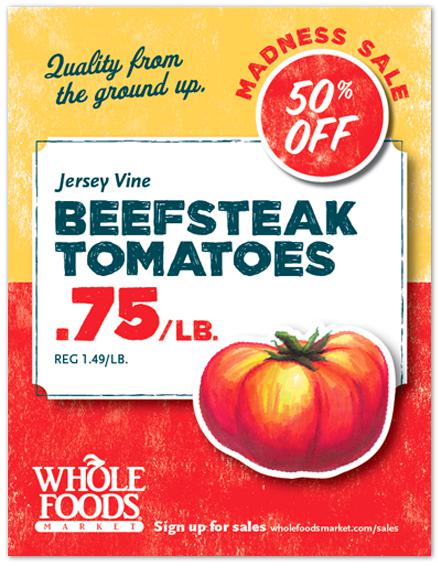 Quality from
the ground up.
MADNESS SALE
50%
OFF
Jersey Vine
BEEFSTEAK
TOMATOES
.75/LB.
REG 1.49/LB.
WHOLE
FOODS
MARKET
Sign up for sales wholefoodsmarket.com/sales